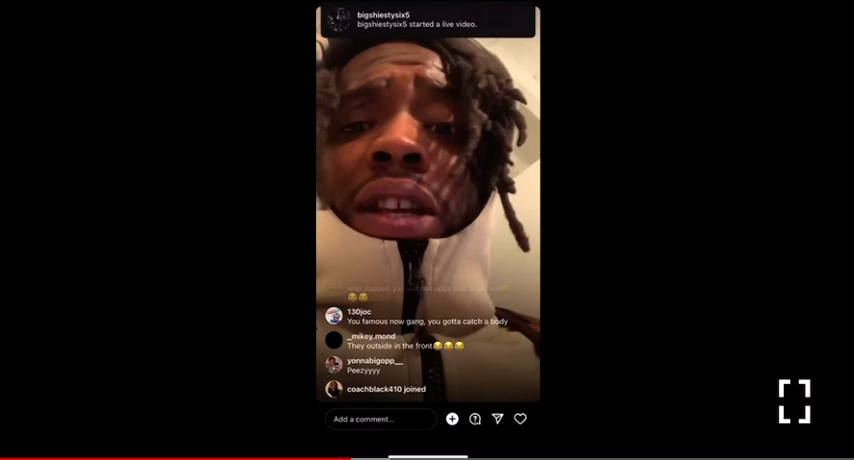 bigshiestysix5
bigshiestysix5 started a live video.
😂😂
130joc
You famous now gang, you gotta catch a body
_mikey.mond
They outside in the front😂😂😂
yonnabigopp__
Peezyyyy
coachblack410 joined
Add a comment...